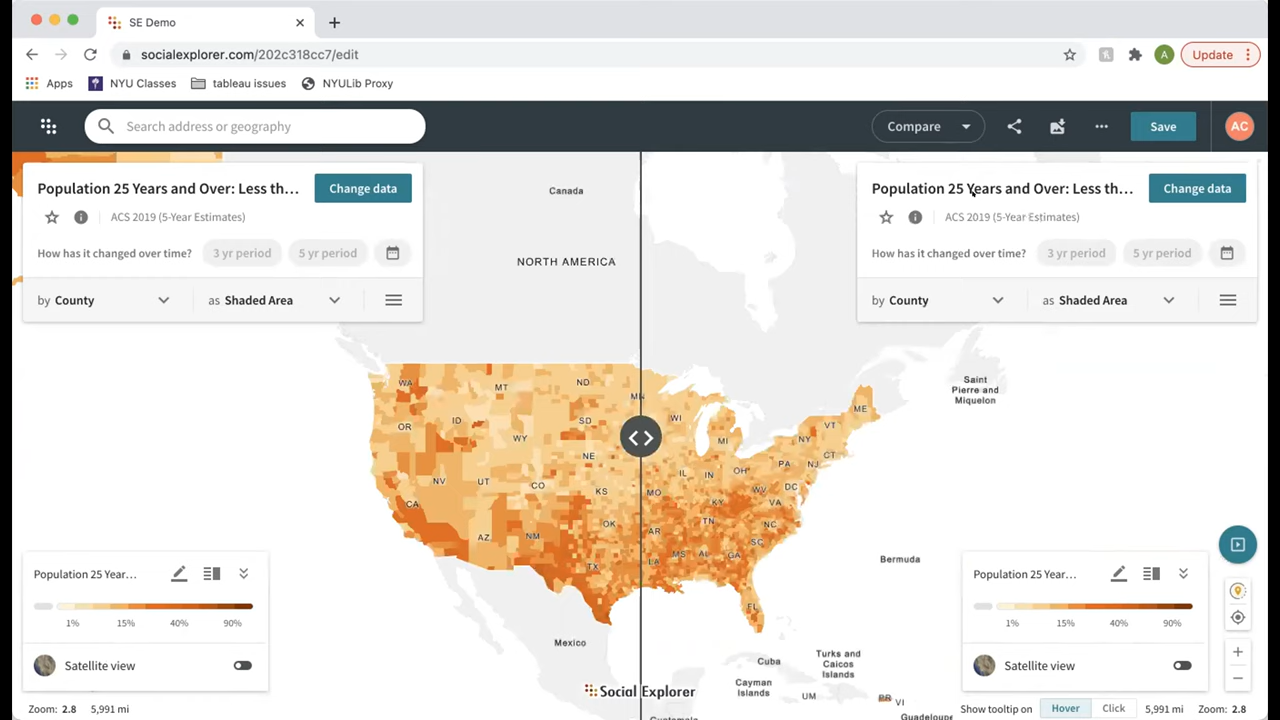 SE Demo
socialexplorer.com/202c318cc7/edit
Update
Apps
NYU Classes
tableau issues
NYULib Proxy
Search address or geography
Compare
Save
AC
Population 25 Years and Over: Less th...
Change data
ACS 2019 (5-Year Estimates)
How has it changed over time?
3 yr period
5 yr period
by County
as Shaded Area
Population 25 Years and Over: Less th...
Change data
ACS 2019 (5-Year Estimates)
How has it changed over time?
3 yr period
5 yr period
by County
as Shaded Area
Canada
NORTH AMERICA
Saint
Pierre and
Miquelon
WA
MT
ND
MN
OR
ID
SD
WI
WY
MI
ME
VT
NY
CT
NE
IL
IN
OH
PA
NJ
NV
UT
CO
KS
MO
WV
DC
VA
CA
KY
OK
AR
TN
NC
AZ
NM
SC
TX
LA
MS
AL
GA
FL
Bermuda
Mexico
Cuba
Turks and
Caicos
Islands
Cayman
Islands
UM
PR
VI
Guadeloupe
Social Explorer
Population 25 Year...
1%
15%
40%
90%
Satellite view
Zoom: 2.8
5,991 mi
Population 25 Year...
1%
15%
40%
90%
Satellite view
Show tooltip on
Hover
Click
5,991 mi
Zoom: 2.8